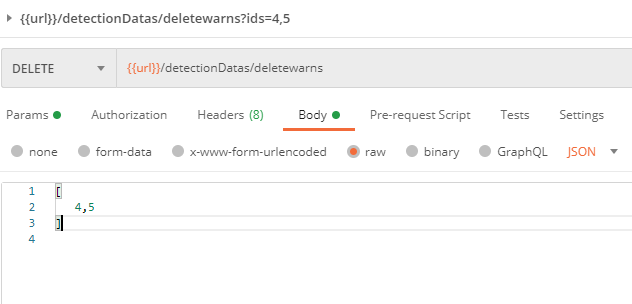 {{url}}/detectionDatas/deletewarns?ids=4,5
DELETE {{url}}/detectionDatas/deletewarns
Params Authorization Headers (8) Body Pre-request Script Tests Settings
none form-data x-www-form-urlencoded raw binary GraphQL JSON
1 [
2 4,5
3 ]
4